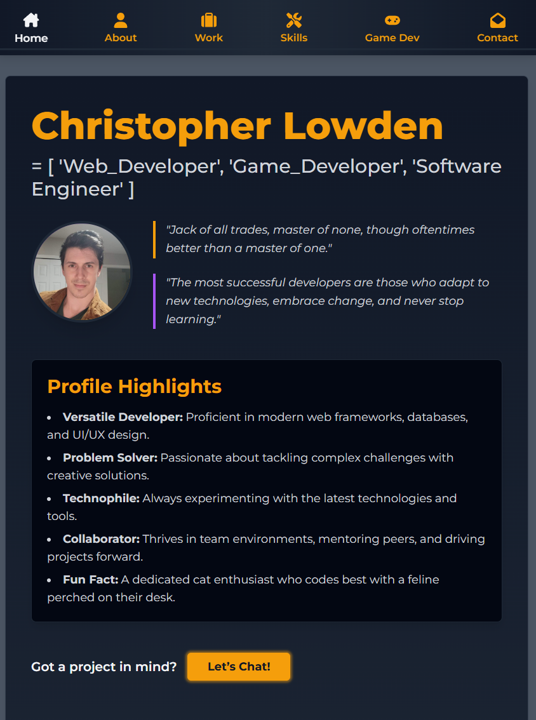 Home About Work Skills Game Dev Contact
Christopher Lowden
= [ 'Web_Developer', 'Game_Developer', 'Software
Engineer' ]
"Jack of all trades, master of none, though oftentimes
better than a master of one."
"The most successful developers are those who adapt to
new technologies, embrace change, and never stop
learning."
Profile Highlights
• Versatile Developer: Proficient in modern web frameworks, databases,
and UI/UX design.
• Problem Solver: Passionate about tackling complex challenges with
creative solutions.
• Technophile: Always experimenting with the latest technologies and
tools.
• Collaborator: Thrives in team environments, mentoring peers, and driving
projects forward.
• Fun Fact: A dedicated cat enthusiast who codes best with a feline
perched on their desk.
Got a project in mind? Let’s Chat!